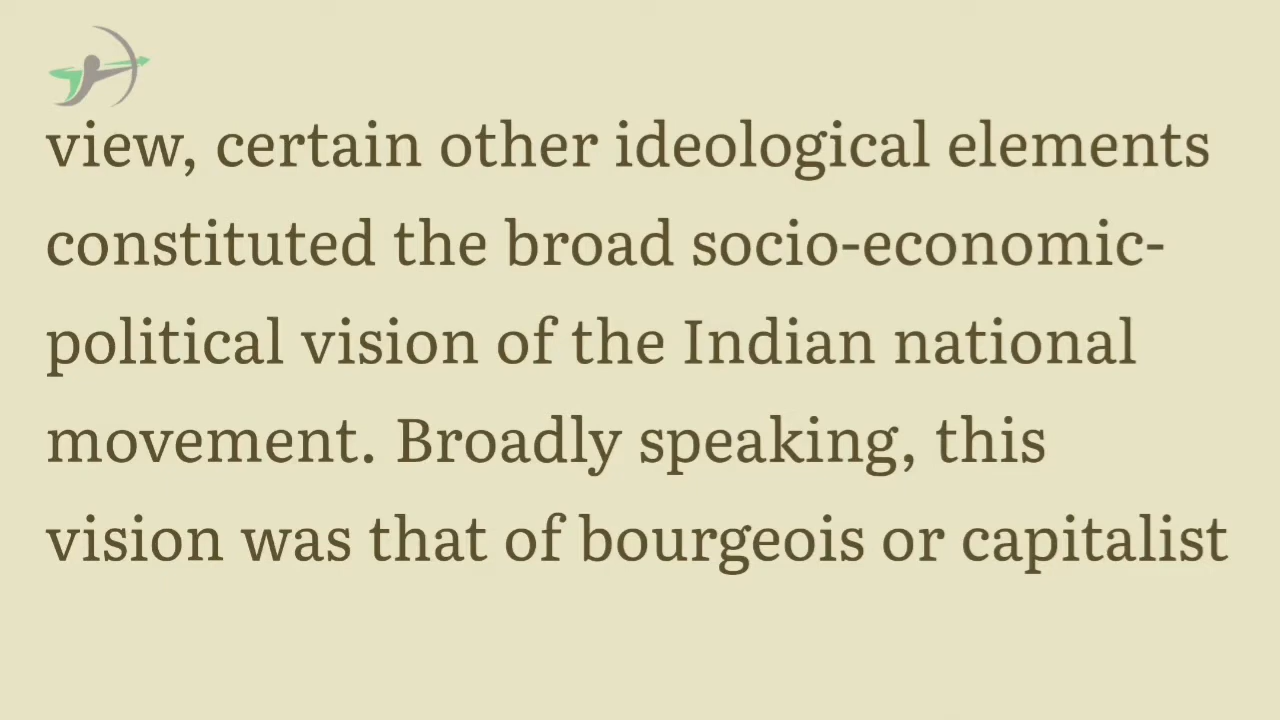 view, certain other ideological elements
constituted the broad socio-economic-
political vision of the Indian national
movement. Broadly speaking, this
vision was that of bourgeois or capitalist